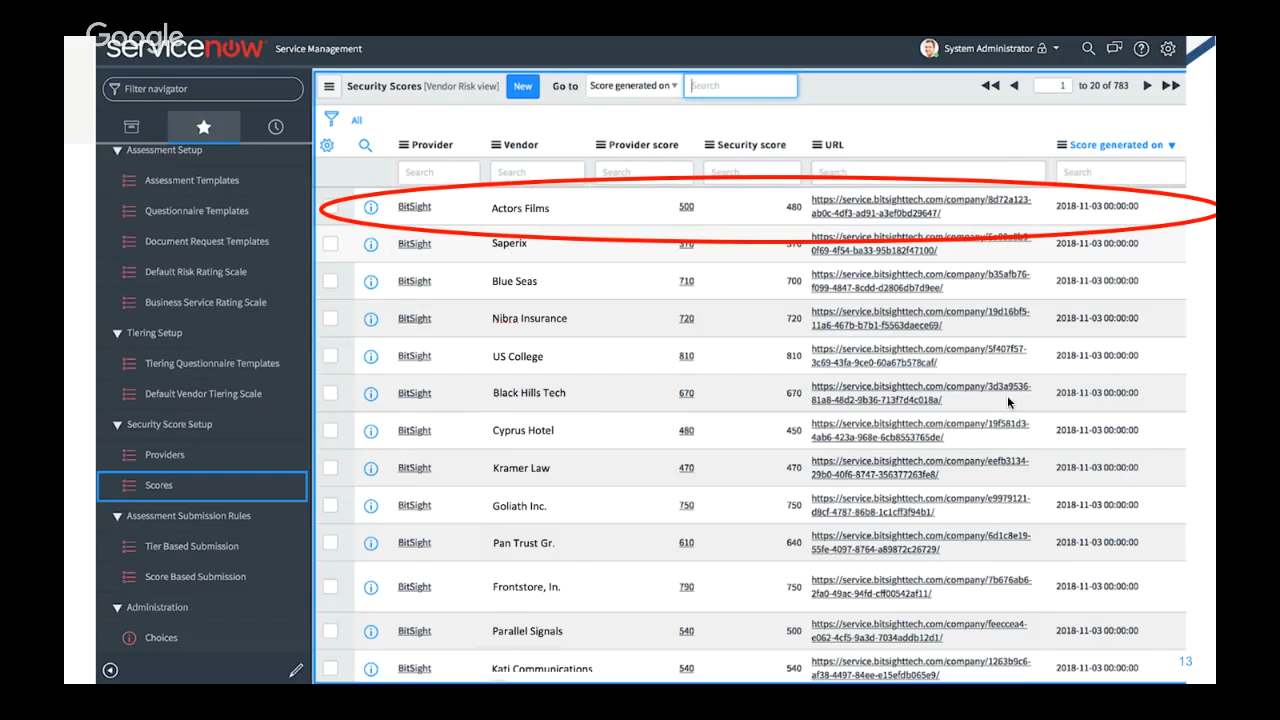 Google
servicenow Service Management
System Administrator
Filter navigator
Security Scores [Vendor Risk view] New Go to Score generated on Search
1 to 20 of 783
All
Assessment Setup
Assessment Templates
Questionnaire Templates
Document Request Templates
Default Risk Rating Scale
Business Service Rating Scale
Tiering Setup
Tiering Questionnaire Templates
Default Vendor Tiering Scale
Security Score Setup
Providers
Scores
Assessment Submission Rules
Tier Based Submission
Score Based Submission
Administration
Choices
Provider Vendor Provider score Security score URL Score generated on
Search Search Search Search Search Search
BitSight Actors Films 500 480 https://service.bitsighttech.com/company/8d72a123-
ab0c-4df3-ad91-a3ef0bd29647/ 2018-11-03 00:00:00
BitSight Saperix 370 370
0f69-4f54-ba33-95b182f47100/ 2018-11-03 00:00:00
BitSight Blue Seas 710 700 https://service.bitsighttech.com/company/b35afb76-
f099-4847-8cdd-d2806db7d9ee/ 2018-11-03 00:00:00
BitSight Nibra Insurance 720 720 https://service.bitsighttech.com/company/19d16bf5-
11a6-467b-b7b1-f5563daece69/ 2018-11-03 00:00:00
BitSight US College 810 810 https://service.bitsighttech.com/company/5f407f57-
3c69-43fa-9ce0-60a67b578caf/ 2018-11-03 00:00:00
BitSight Black Hills Tech 670 670 https://service.bitsighttech.com/company/3d3a9536-
81a8-48d2-9b36-713f7d4c018a/ 2018-11-03 00:00:00
BitSight Cyprus Hotel 480 450 https://service.bitsighttech.com/company/19f581d3-
4ab6-423a-968e-6cb8553765de/ 2018-11-03 00:00:00
BitSight Kramer Law 470 470 https://service.bitsighttech.com/company/eefb3134-
29b0-40f6-8747-356377263fe8/ 2018-11-03 00:00:00
BitSight Goliath Inc. 750 750 https://service.bitsighttech.com/company/e9979121-
d8cf-4787-86b8-1c1cff3f94b1/ 2018-11-03 00:00:00
BitSight Pan Trust Gr. 610 640 https://service.bitsighttech.com/company/6d1c8e19-
55fe-4097-8764-a89872c26729/ 2018-11-03 00:00:00
BitSight Frontstore, In. 790 750 https://service.bitsighttech.com/company/7b676ab6-
2fa0-49ac-94fd-cff00542af11/ 2018-11-03 00:00:00
BitSight Parallel Signals 540 500 https://service.bitsighttech.com/company/feeccea4-
e062-4cf5-9a3d-7034addb12d1/ 2018-11-03 00:00:00
BitSight Kati Communications 540 540 https://service.bitsighttech.com/company/1263b9c6-
af38-4497-84ee-e15efdb065e9/ 2018-11-03 00:00:00
13